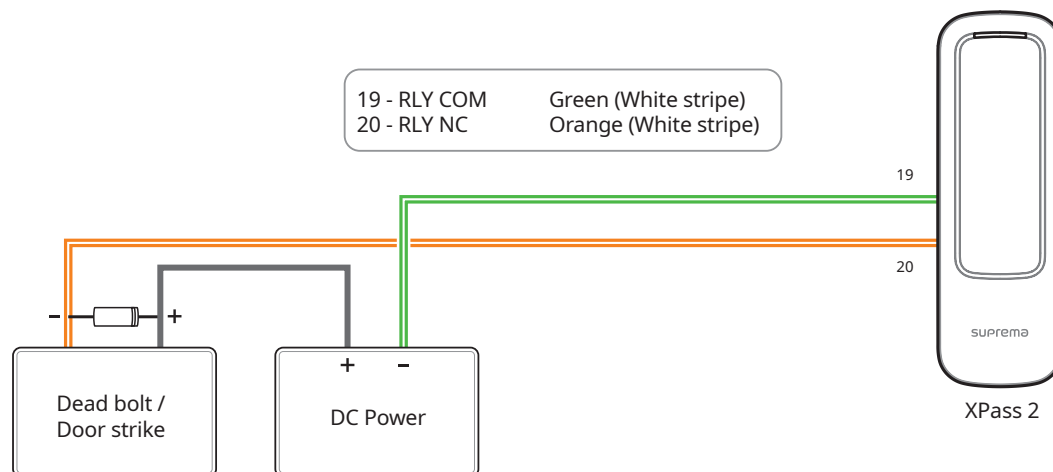 19 - RLY COM Green (White stripe)
20 - RLY NC Orange (White stripe)
19
20
- +
+ -
Dead bolt /
Door strike
DC Power
suprema
XPass 2